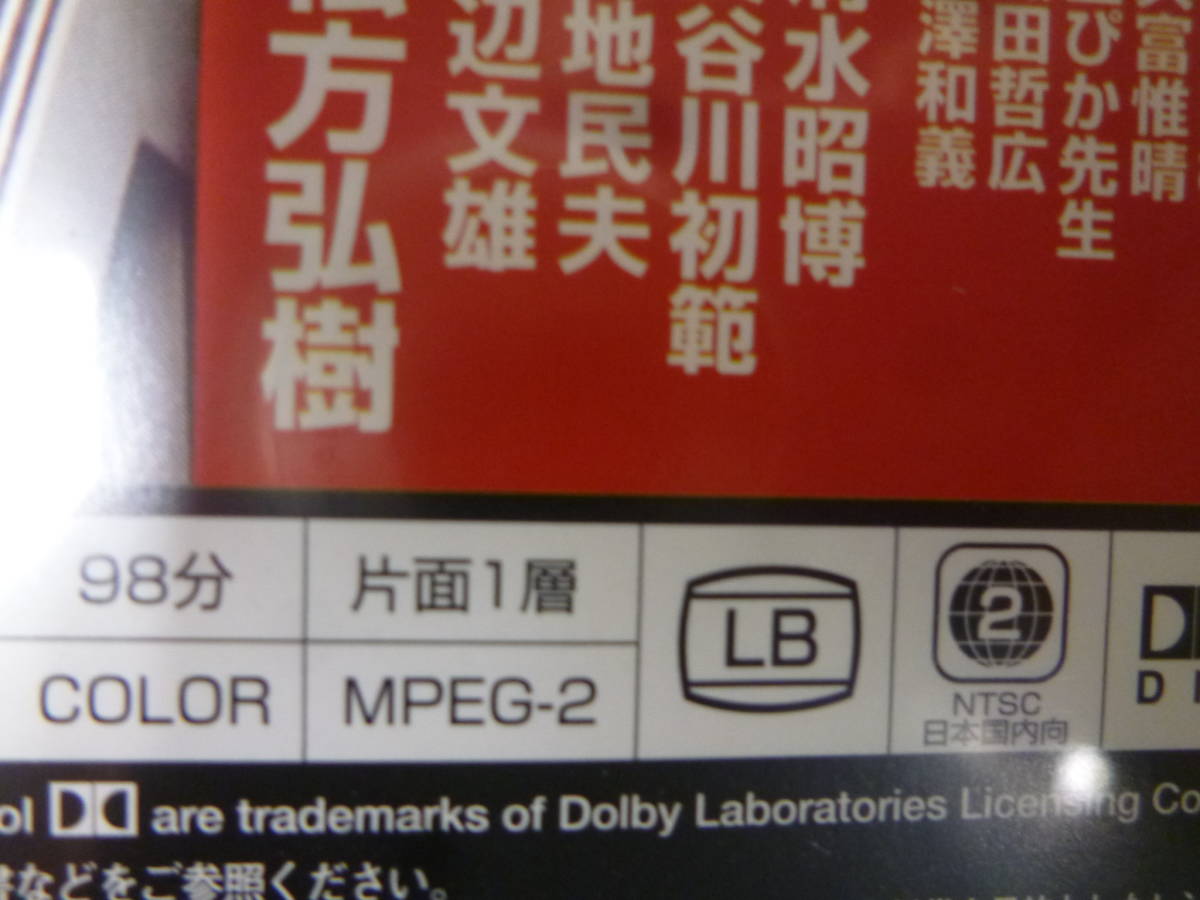 方弘樹
辺文雄
地民夫
谷川初範
水昭博
澤和義
田哲広
ぴか先生
富惟晴
98分
片面1層
COLOR
MPEG-2
LB
2
NTSC
日本国内向
D
are trademarks of Dolby Laboratories Licensing Co
などをご参照ください。